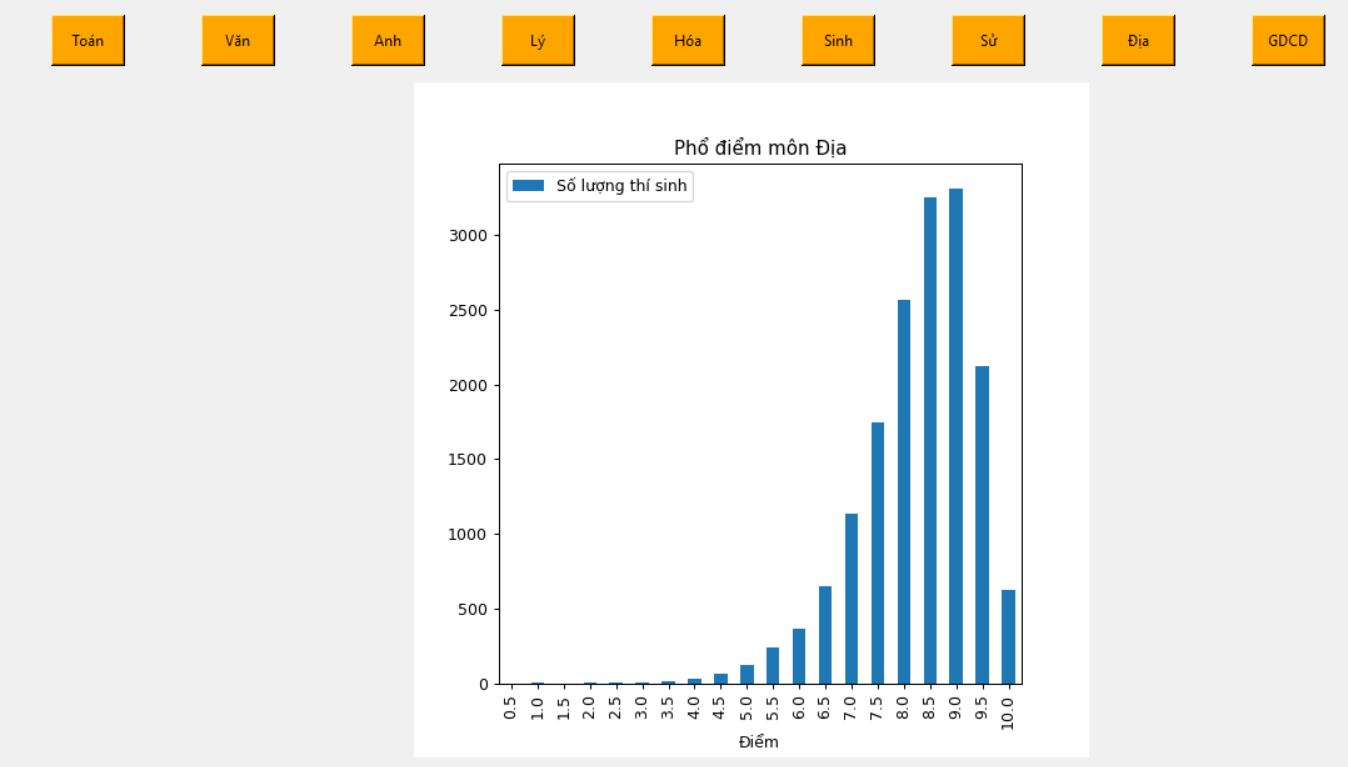 Toán Văn Anh Lý Hóa Sinh Sử Địa GDCD
Phổ điểm môn Địa
Số lượng thí sinh
3000
2500
2000
1500
1000
500
0
0.5 1.0 1.5 2.0 2.5 3.0 3.5 4.0 4.5 5.0 5.5 6.0 6.5 7.0 7.5 8.0 8.5 9.0 9.5 10.0
Điểm